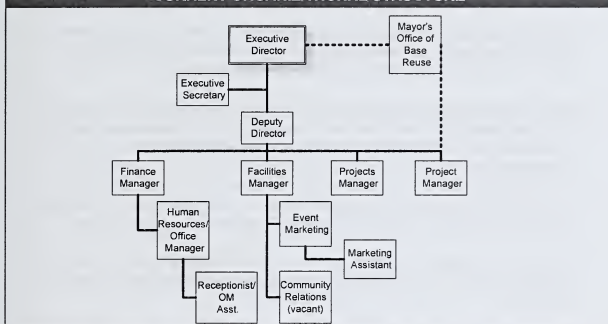 Executive
Director
Mayor's
Office of
Base
Reuse
Executive
Secretary
Deputy
Director
Finance
Manager
Facilities
Manager
Projects
Manager
Project
Manager
Human
Resources/
Office
Manager
Event
Marketing
Marketing
Assistant
Receptionist/
OM
Asst.
Community
Relations
(vacant)